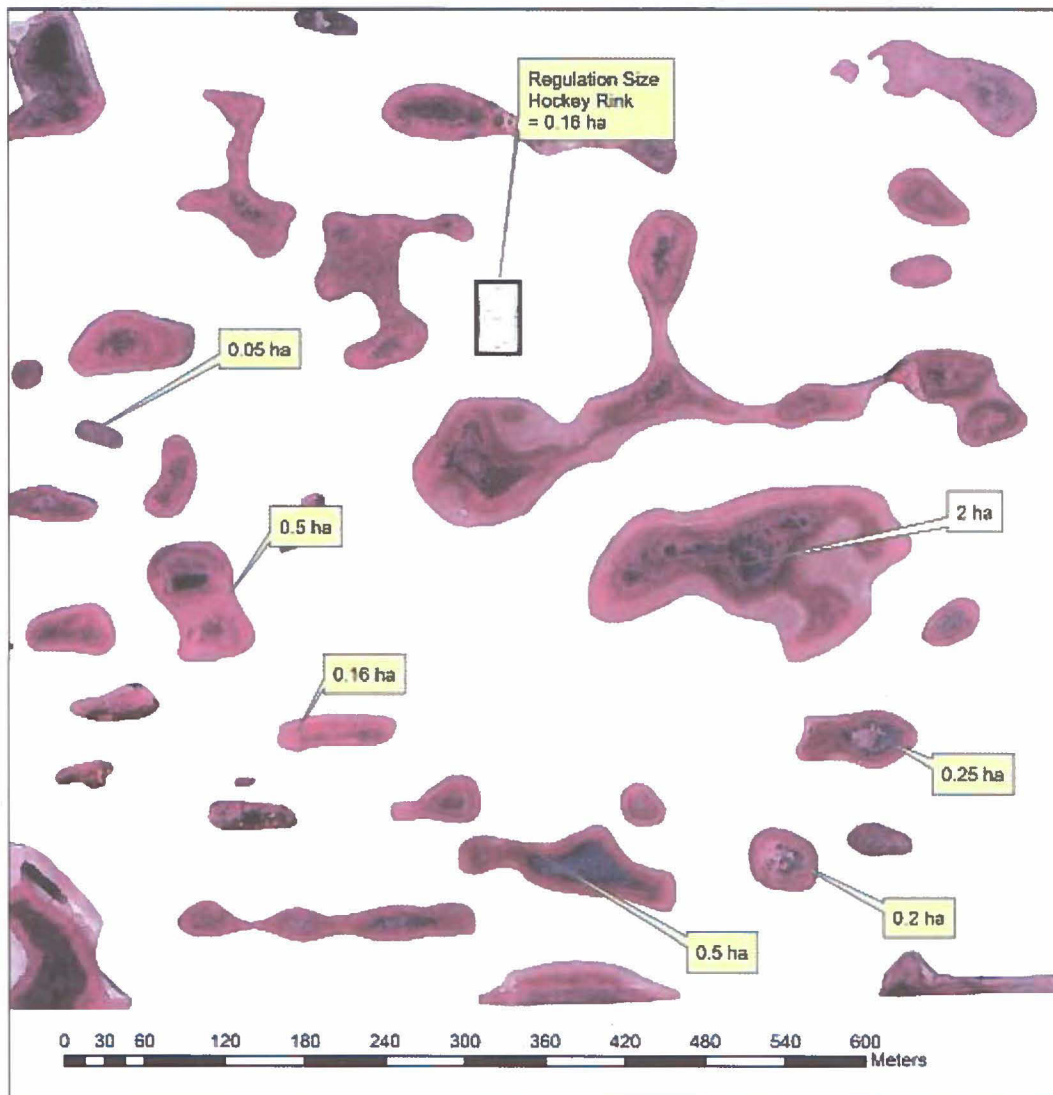 Regulation Size
Hockey Rink
= 0.16 ha
0.05 ha
0.5 ha
2 ha
0.16 ha
0.25 ha
0.2 ha
0.5 ha
0 30 60 120 180 240 300 360 420 480 540 600
Meters